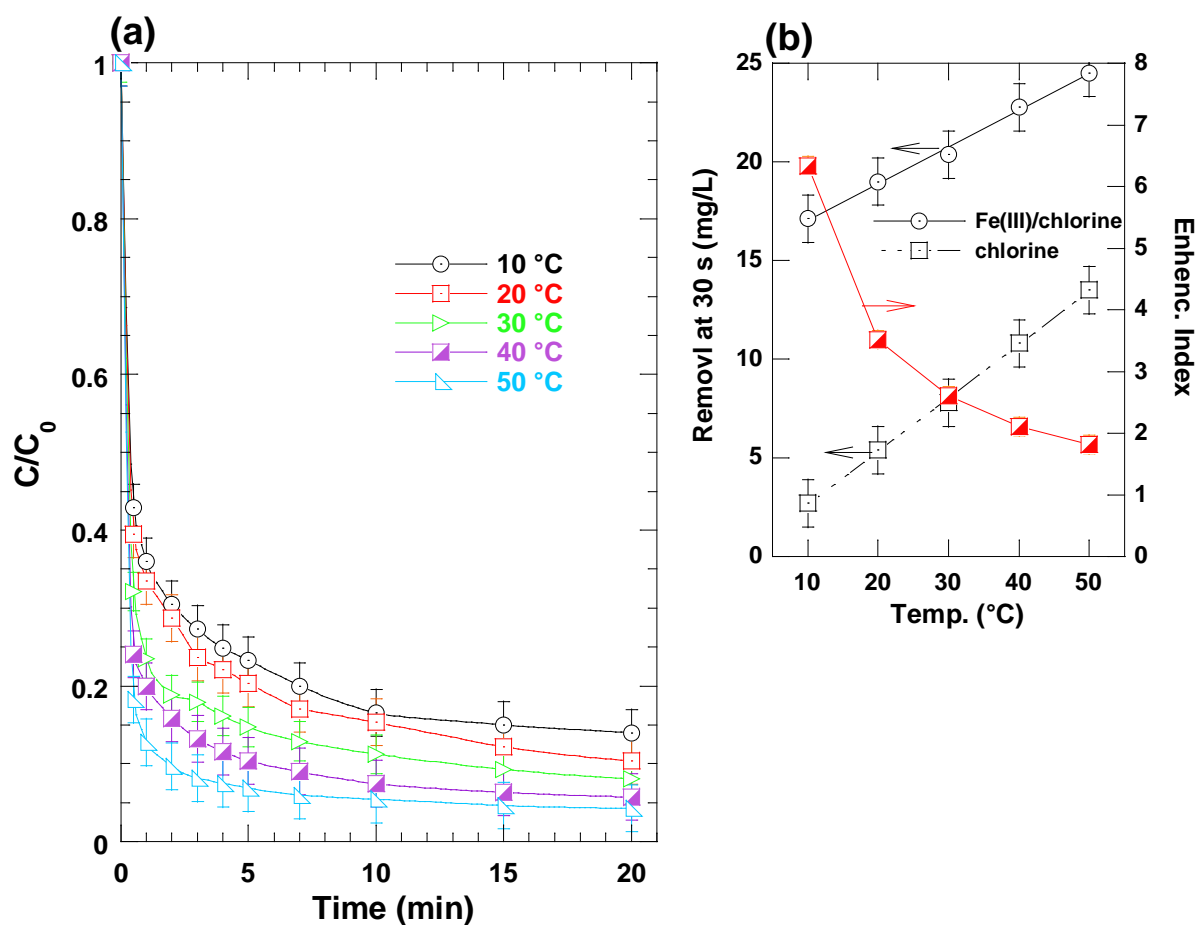 (a)
1
0.8
0.6
0.4
0.2
0
C/C0
10 °C
20 °C
30 °C
40 °C
50 °C
0
5
10
15
20
Time (min)
(b)
25
20
15
10
5
0
Removl at 30 s (mg/L)
Fe(III)/chlorine
chlorine
8
7
6
5
4
3
2
1
0
Enhenc. Index
10
20
30
40
50
Temp. (°C)